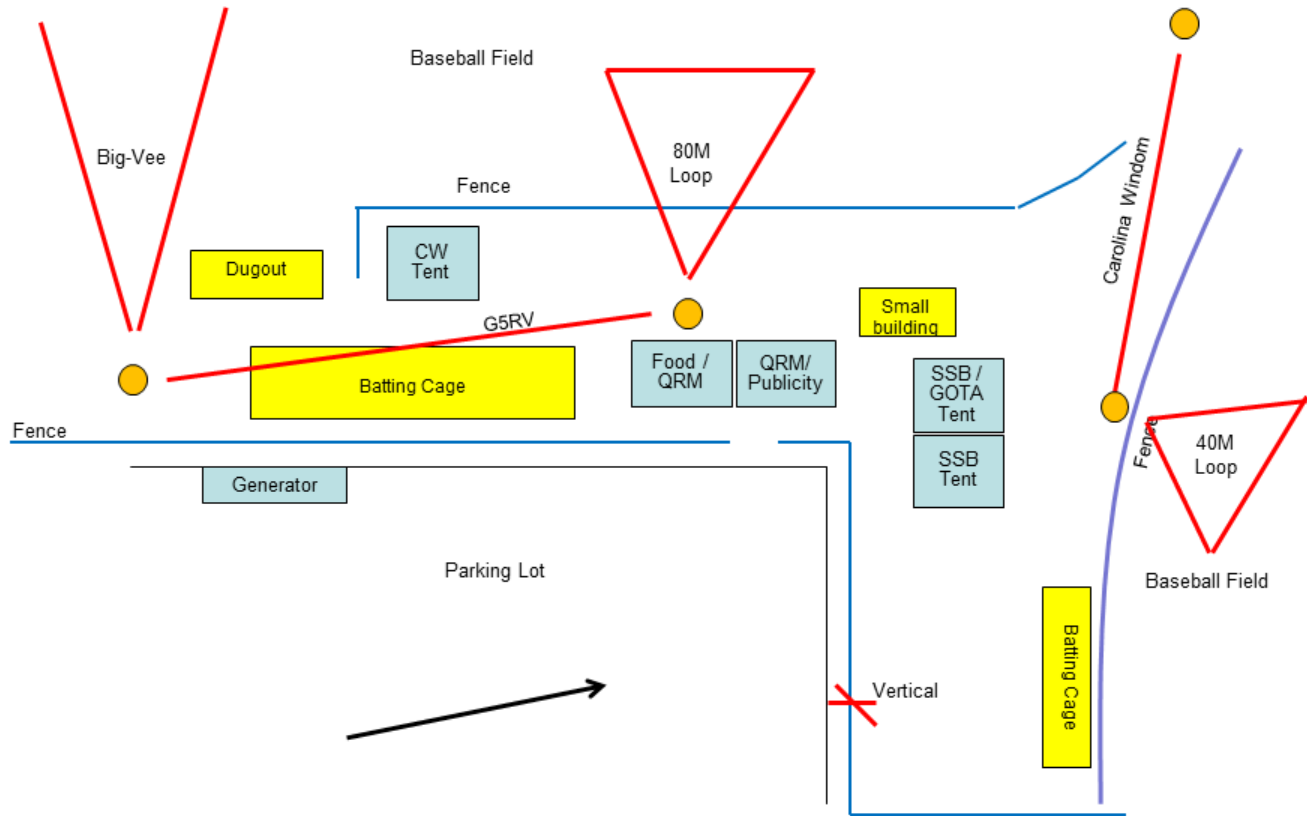 Baseball Field
Big-Vee
80M
Loop
Fence
Carolina Windom
CW
Tent
Dugout
G5RV
Small
building
Food /
QRM
QRM/
Publicity
SSB /
GOTA
Tent
Batting Cage
Fence
Fence
40M
Loop
SSB
Tent
Generator
Parking Lot
Baseball Field
Batting Cage
Vertical